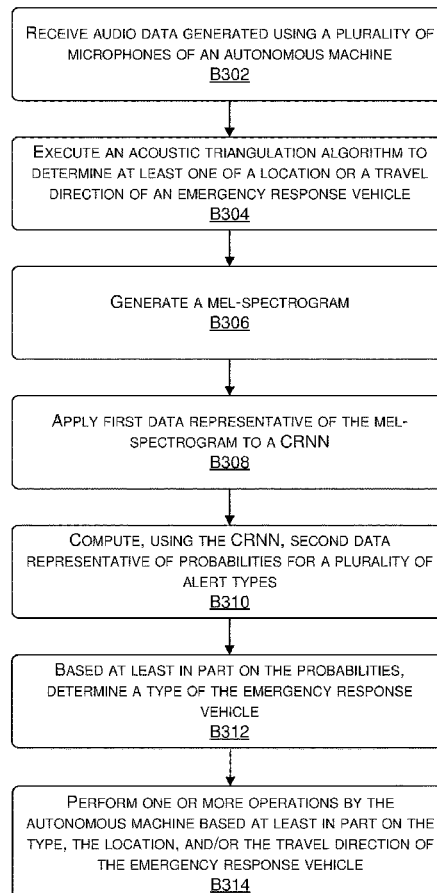 RECEIVE AUDIO DATA GENERATED USING A PLURALITY OF
MICROPHONES OF AN AUTONOMOUS MACHINE
B302
EXECUTE AN ACOUSTIC TRIANGULATION ALGORITHM TO
DETERMINE AT LEAST ONE OF A LOCATION OR A TRAVEL
DIRECTION OF AN EMERGENCY RESPONSE VEHICLE
B304
GENERATE A MEL-SPECTROGRAM
B306
APPLY FIRST DATA REPRESENTATIVE OF THE MEL-
SPECTROGRAM TO A CRNN
B308
COMPUTE, USING THE CRNN, SECOND DATA
REPRESENTATIVE OF PROBABILITIES FOR A PLURALITY OF
ALERT TYPES
B310
BASED AT LEAST IN PART ON THE PROBABILITIES,
DETERMINE A TYPE OF THE EMERGENCY RESPONSE
VEHICLE
B312
PERFORM ONE OR MORE OPERATIONS BY THE
AUTONOMOUS MACHINE BASED AT LEAST IN PART ON THE
TYPE, THE LOCATION, AND/OR THE TRAVEL DIRECTION OF
THE EMERGENCY RESPONSE VEHICLE
B314